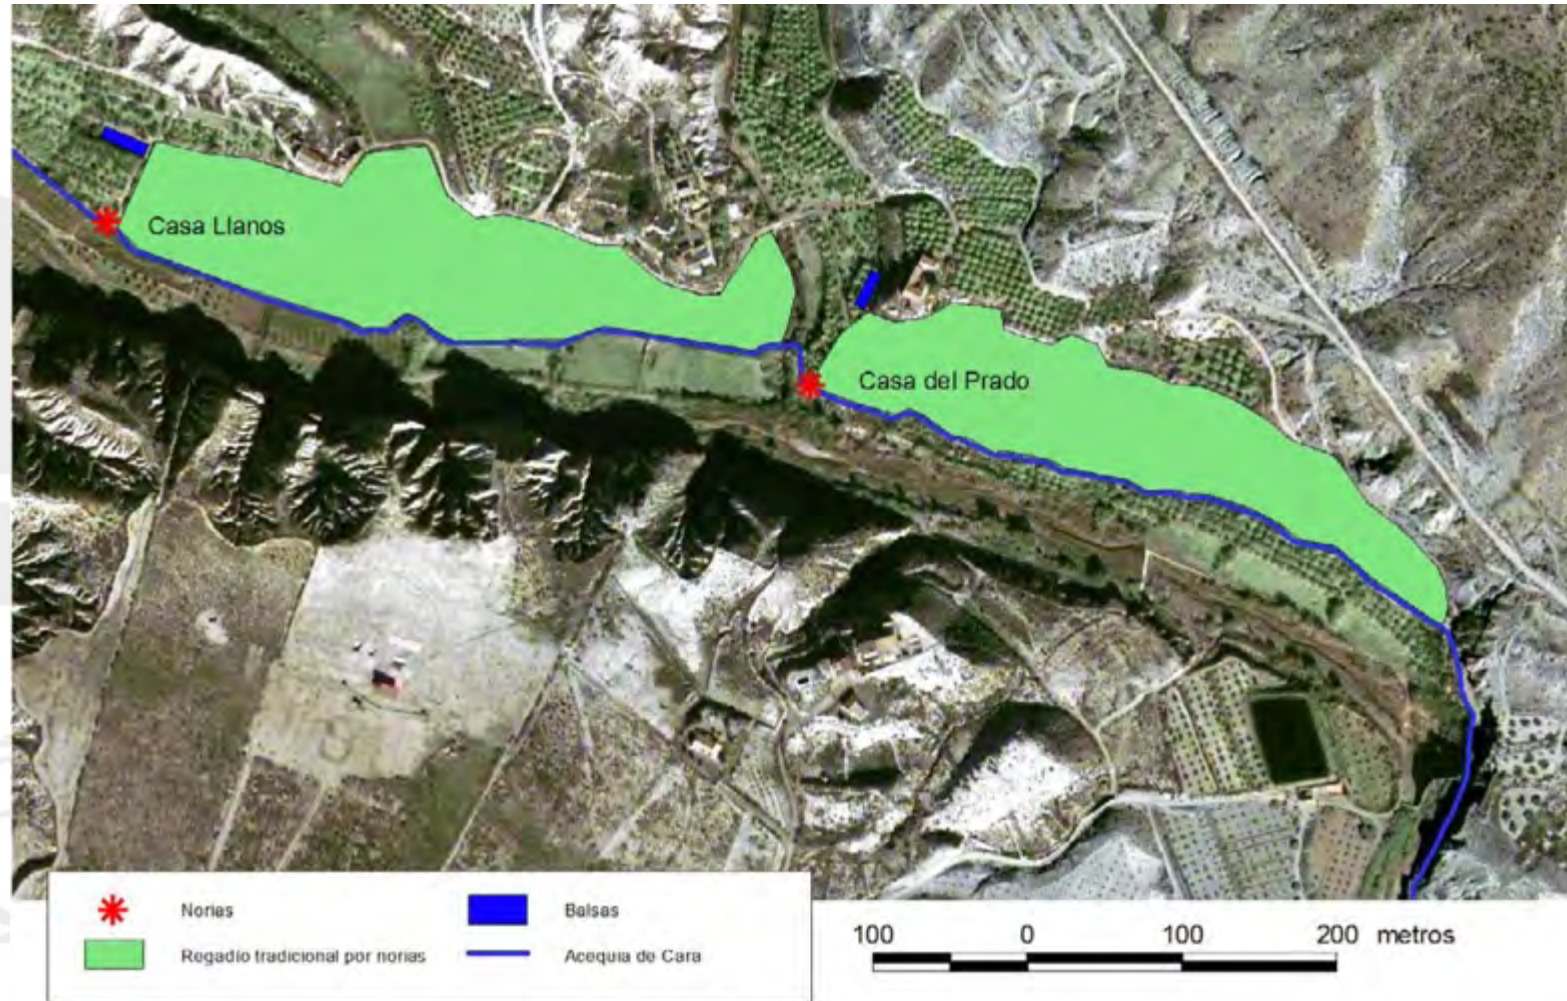 Casa Llanos
Casa del Prado
Norias
Balsas
Regadío tradicional por norias
Acequia de Cara
100 0 100 200 metros